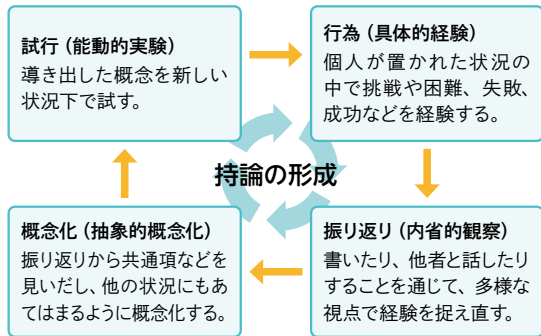 試行（能動的実験）
導き出した概念を新しい
状況下で試す。
行為（具体的経験）
個人が置かれた状況の
中で挑戦や困難、失敗、
成功などを経験する。
持論の形成
概念化（抽象的概念化）
振り返りから共通項などを
見いだし、他の状況にもあ
てはまるように概念化する。
振り返り（内省的観察）
書いたり、他者と話したり
することを通じて、多様な
視点で経験を捉え直す。